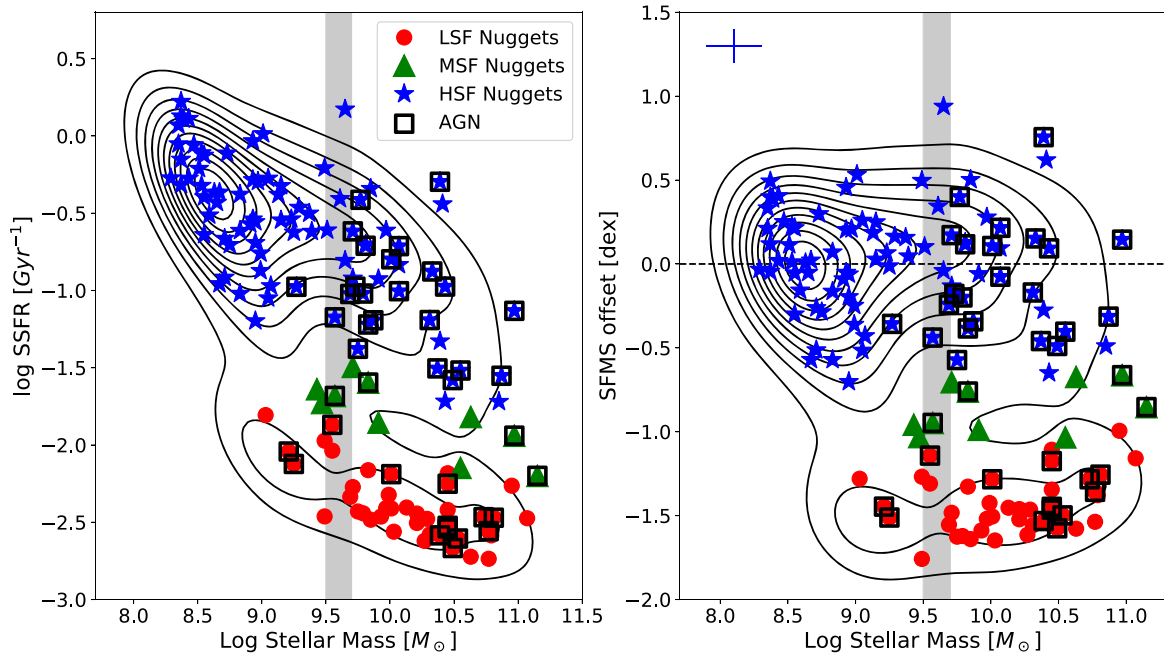 LSF Nuggets
MSF Nuggets
HSF Nuggets
AGN
0.5
0.0
−0.5
−1.0
−1.5
−2.0
−2.5
−3.0
log SSFR [Gyr⁻¹]
8.0 8.5 9.0 9.5 10.0 10.5 11.0 11.5
Log Stellar Mass [M⊙]
1.5
1.0
0.5
0.0
−0.5
−1.0
−1.5
−2.0
SFMS offset [dex]
8.0 8.5 9.0 9.5 10.0 10.5 11.0
Log Stellar Mass [M⊙]